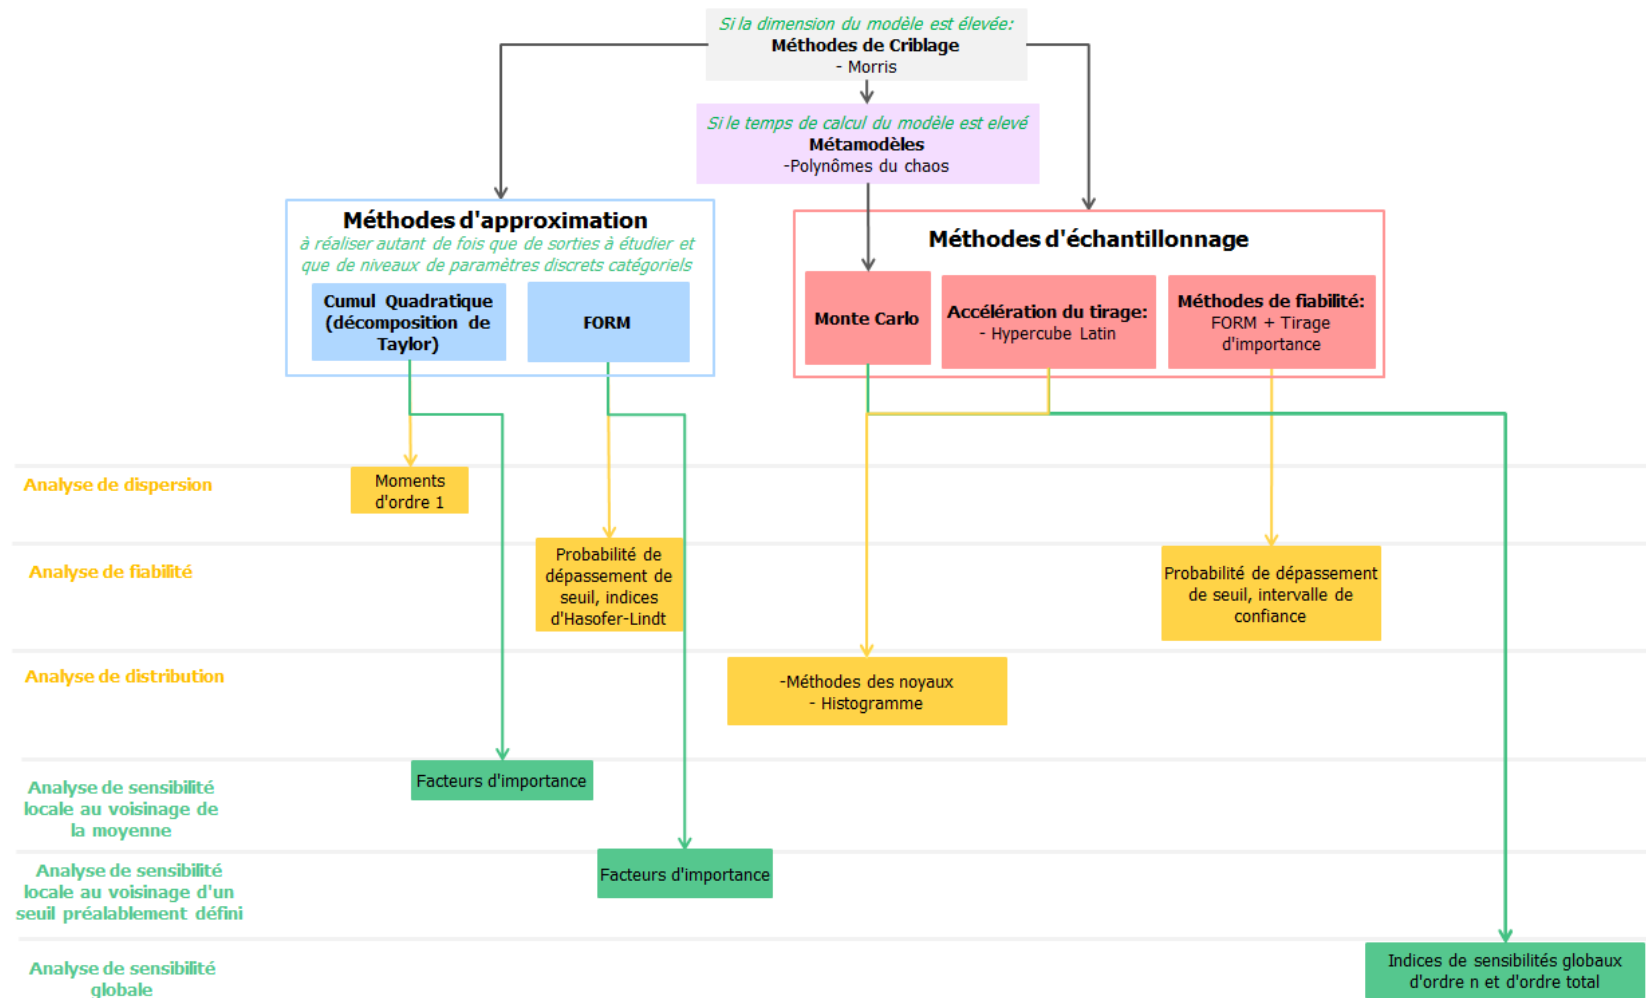 Si la dimension du modèle est élevée:
Méthodes de Criblage
- Morris
Si le temps de calcul du modèle est elevé
Métamodèles
-Polynômes du chaos
Méthodes d'approximation
à réaliser autant de fois que de sorties à étudier et
que de niveaux de paramètres discrets catégoriels
Cumul Quadratique
(décomposition de
Taylor)
FORM
Méthodes d'échantillonnage
Monte Carlo
Accélération du tirage:
- Hypercube Latin
Méthodes de fiabilité:
FORM + Tirage
d'importance
Analyse de dispersion
Moments
d'ordre 1
Analyse de fiabilité
Probabilité de
dépassement de
seuil, indices
d'Hasofer-Lindt
Probabilité de dépassement
de seuil, intervalle de
confiance
Analyse de distribution
-Méthodes des noyaux
- Histogramme
Analyse de sensibilité
locale au voisinage de
la moyenne
Facteurs d'importance
Analyse de sensibilité
locale au voisinage d'un
seuil préalablement défini
Facteurs d'importance
Analyse de sensibilité
globale
Indices de sensibilités globaux
d'ordre n et d'ordre total